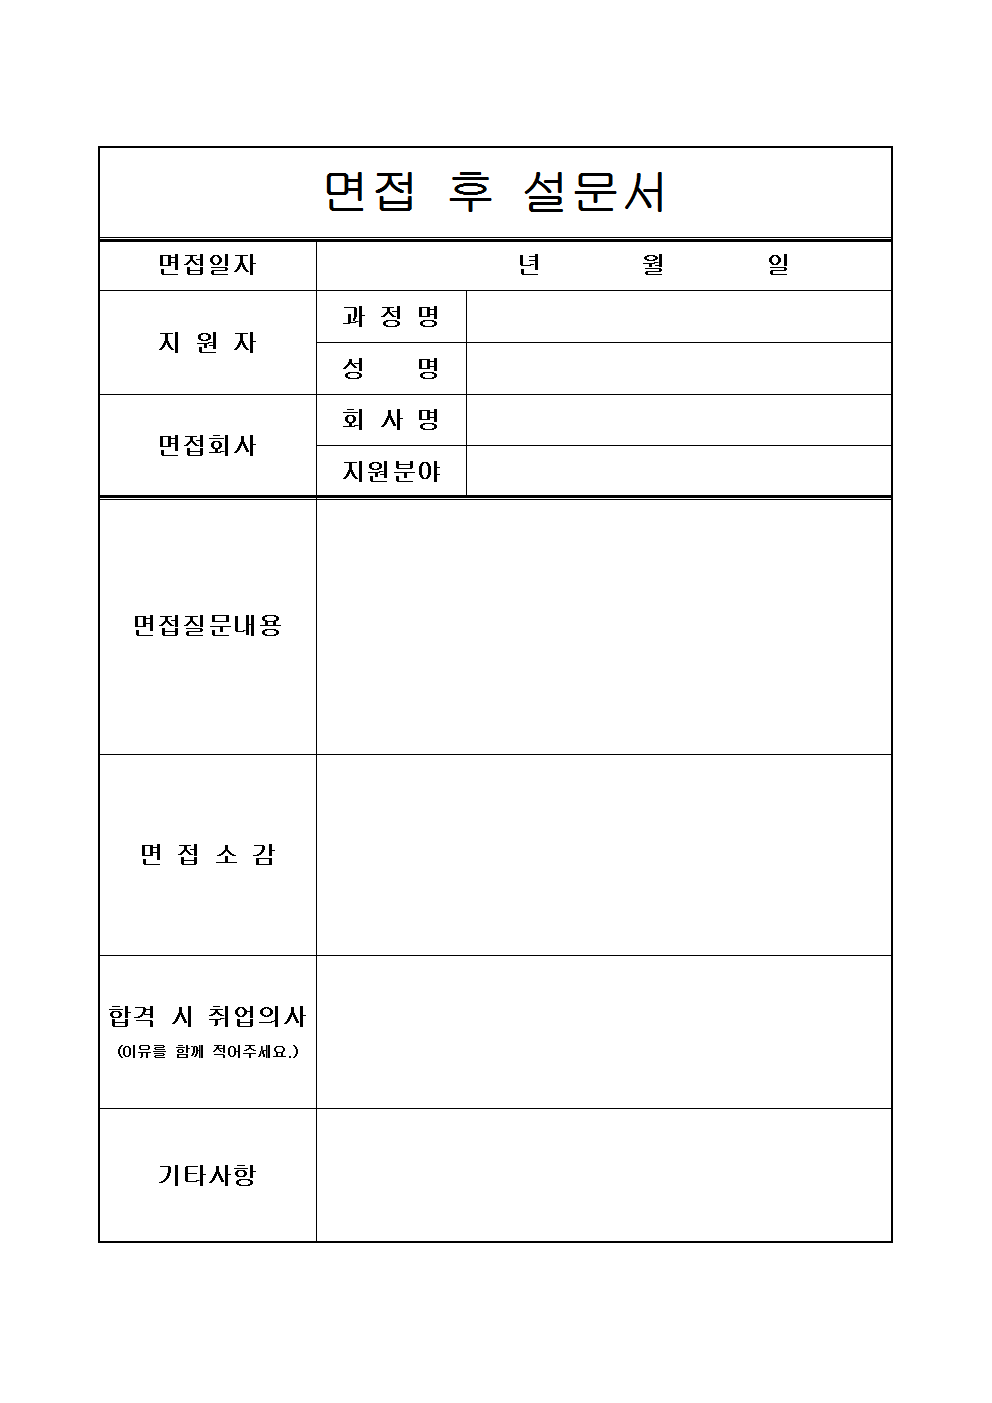 면접 후 설문서
면접일자 년 월 일
지 원 자
과 정 명
성 명
면접회사
회 사 명
지원분야
면접질문내용
면 접 소 감
합격 시 취업의사
(이유를 함께 적어주세요.)
기타사항